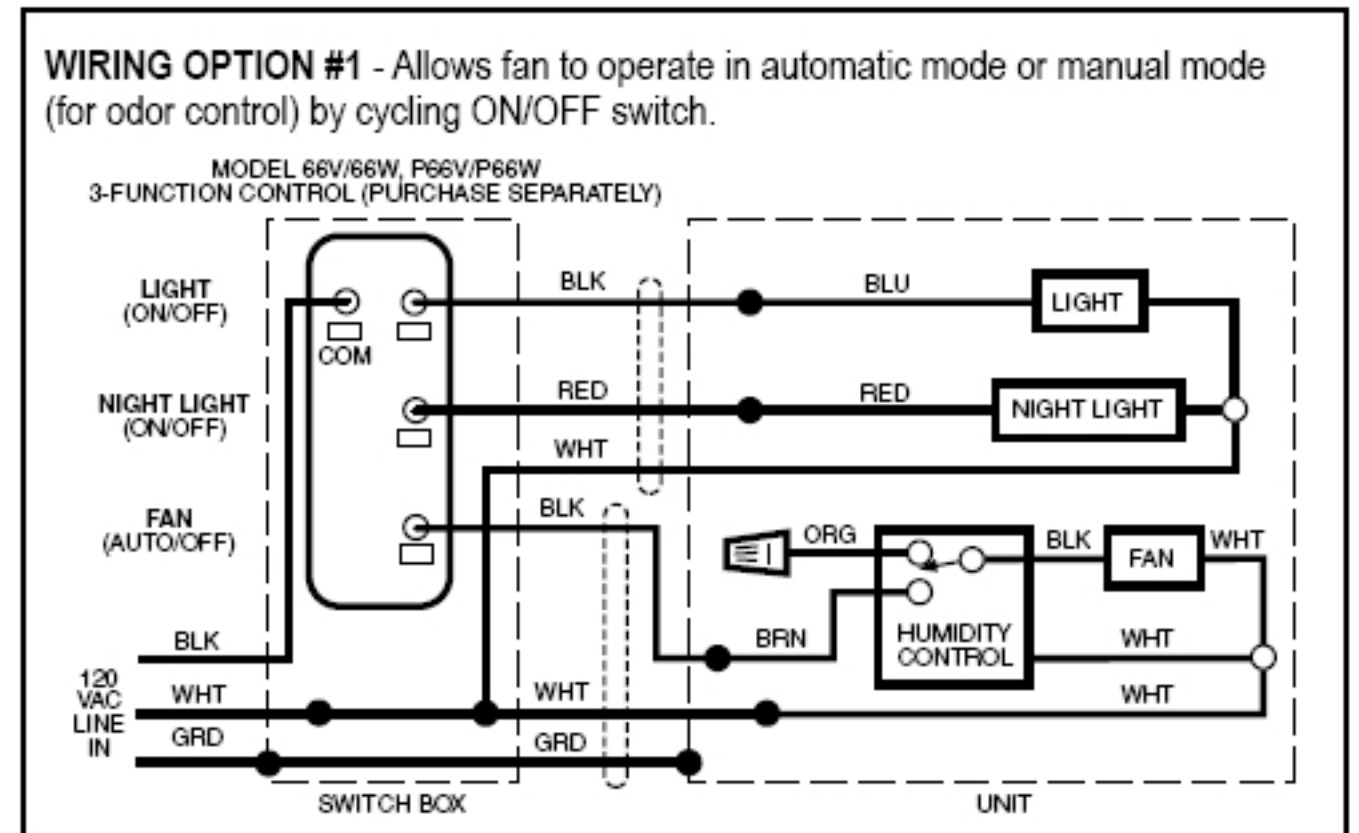 WIRING OPTION #1 - Allows fan to operate in automatic mode or manual mode
(for odor control) by cycling ON/OFF switch.
MODEL 66V/66W, P66V/P66W
3-FUNCTION CONTROL (PURCHASE SEPARATELY)
LIGHT
(ON/OFF)
COM
BLK
BLU
LIGHT
NIGHT LIGHT
(ON/OFF)
RED
RED
NIGHT LIGHT
WHT
FAN
(AUTO/OFF)
BLK
ORG
BLK
FAN
WHT
BRN
HUMIDITY
CONTROL
WHT
BLK
120
VAC
LINE
IN
WHT
WHT
WHT
GRD
GRD
SWITCH BOX
UNIT